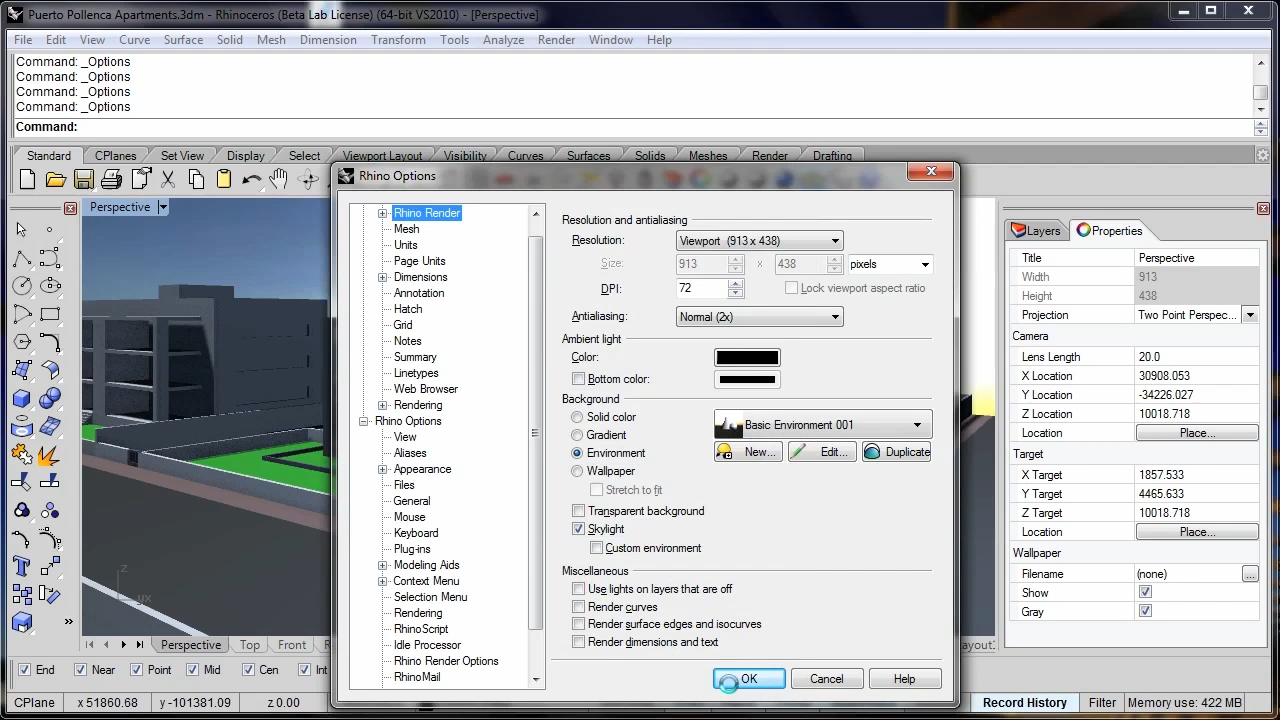 Puerto Pollenca Apartments.3dm - Rhinoceros (Beta Lab License) (64-bit VS2010) - [Perspective]
File Edit View Curve Surface Solid Mesh Dimension Transform Tools Analyze Render Window Help
Command: _Options
Command: _Options
Command: _Options
Command: _Options
Command:
Standard CPlanes Set View Display Select Viewport Layout Visibility Curves Surfaces Solids Meshes Render Drafting
Perspective
Rhino Options
Rhino Render
Mesh
Units
Page Units
Dimensions
Annotation
Hatch
Grid
Notes
Summary
Linetypes
Web Browser
Rendering
Rhino Options
View
Aliases
Appearance
Files
General
Mouse
Keyboard
Plug-ins
Modeling Aids
Context Menu
Selection Menu
Rendering
RhinoScript
Idle Processor
Rhino Render Options
RhinoMail
Resolution and antialiasing
Resolution: Viewport (913 x 438)
Size: 913 x 438 pixels
DPI: 72 Lock viewport aspect ratio
Antialiasing: Normal (2x)
Ambient light
Color:
Bottom color:
Background
Solid color
Gradient
Environment
Wallpaper
Stretch to fit
Basic Environment 001
New... Edit... Duplicate
Transparent background
Skylight
Custom environment
Miscellaneous
Use lights on layers that are off
Render curves
Render surface edges and isocurves
Render dimensions and text
OK Cancel Help
Layers Properties
Title Perspective
Width 913
Height 438
Projection Two Point Perspec...
Camera
Lens Length 20.0
X Location 30908.053
Y Location -34226.027
Z Location 10018.718
Location Place...
Target
X Target 1857.533
Y Target 4465.633
Z Target 10018.718
Location Place...
Wallpaper
Filename (none) ...
Show
Gray
z
yx
Perspective Top Front
End Near Point Mid Cen Int
CPlane x 51860.68 y -101381.09 z 0.00
Record History Filter Memory use: 422 MB